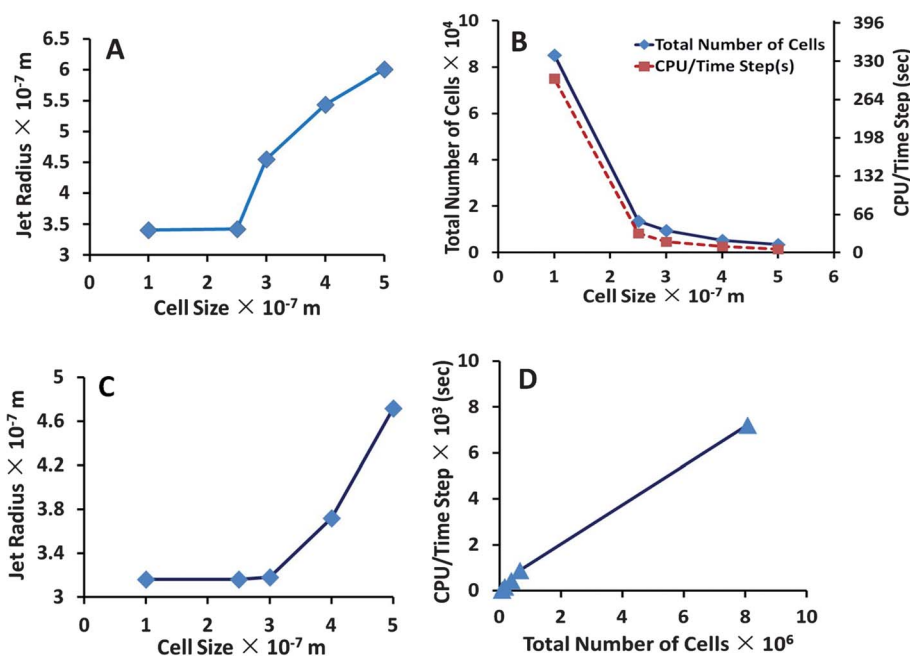 A
6.5
6
5.5
5
4.5
4
3.5
3
0 1 2 3 4 5
Jet Radius × 10-7 m
Cell Size × 10-7 m
B
Total Number of Cells
CPU/Time Step(s)
10
8
6
4
2
0
0 1 2 3 4 5 6
396
330
264
198
132
66
0
Total Number of Cells × 10⁴
CPU/Time Step (sec
Cell Size × 10-7 m
C
5
4.6
4.2
3.8
3.4
3
0 1 2 3 4 5
Jet Radius × 10-7 m
Cell Size × 10-7 m
D
10
8
6
4
2
0
0 2 4 6 8 10
CPU/Time Step × 10³ (sec)
Total Number of Cells × 10⁶